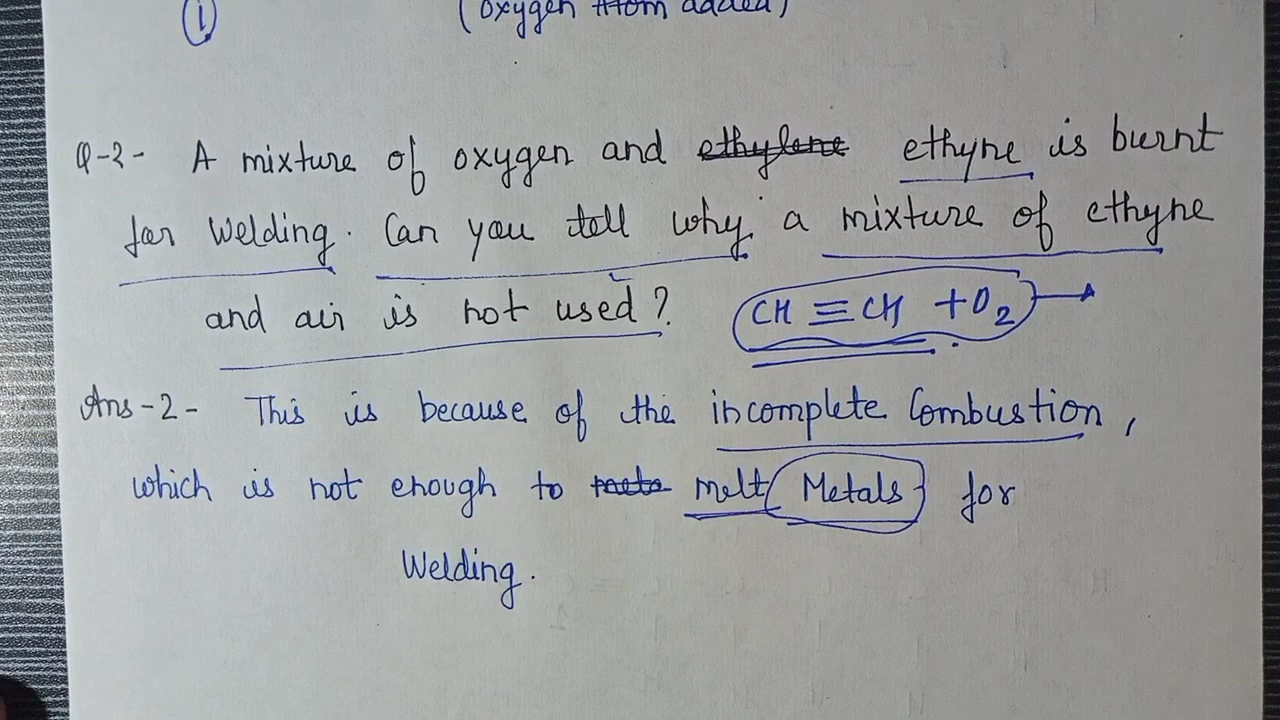 (1) (oxygen Atom added)
Q-2- A mixture of oxygen and ethylene ethyne is burnt
for Welding. Can you tell why a mixture of ethyne
and air is not used? CH≡CH + O2 →
Ans-2- This is because of the incomplete Combustion,
which is not enough to melt Metals for
Welding.